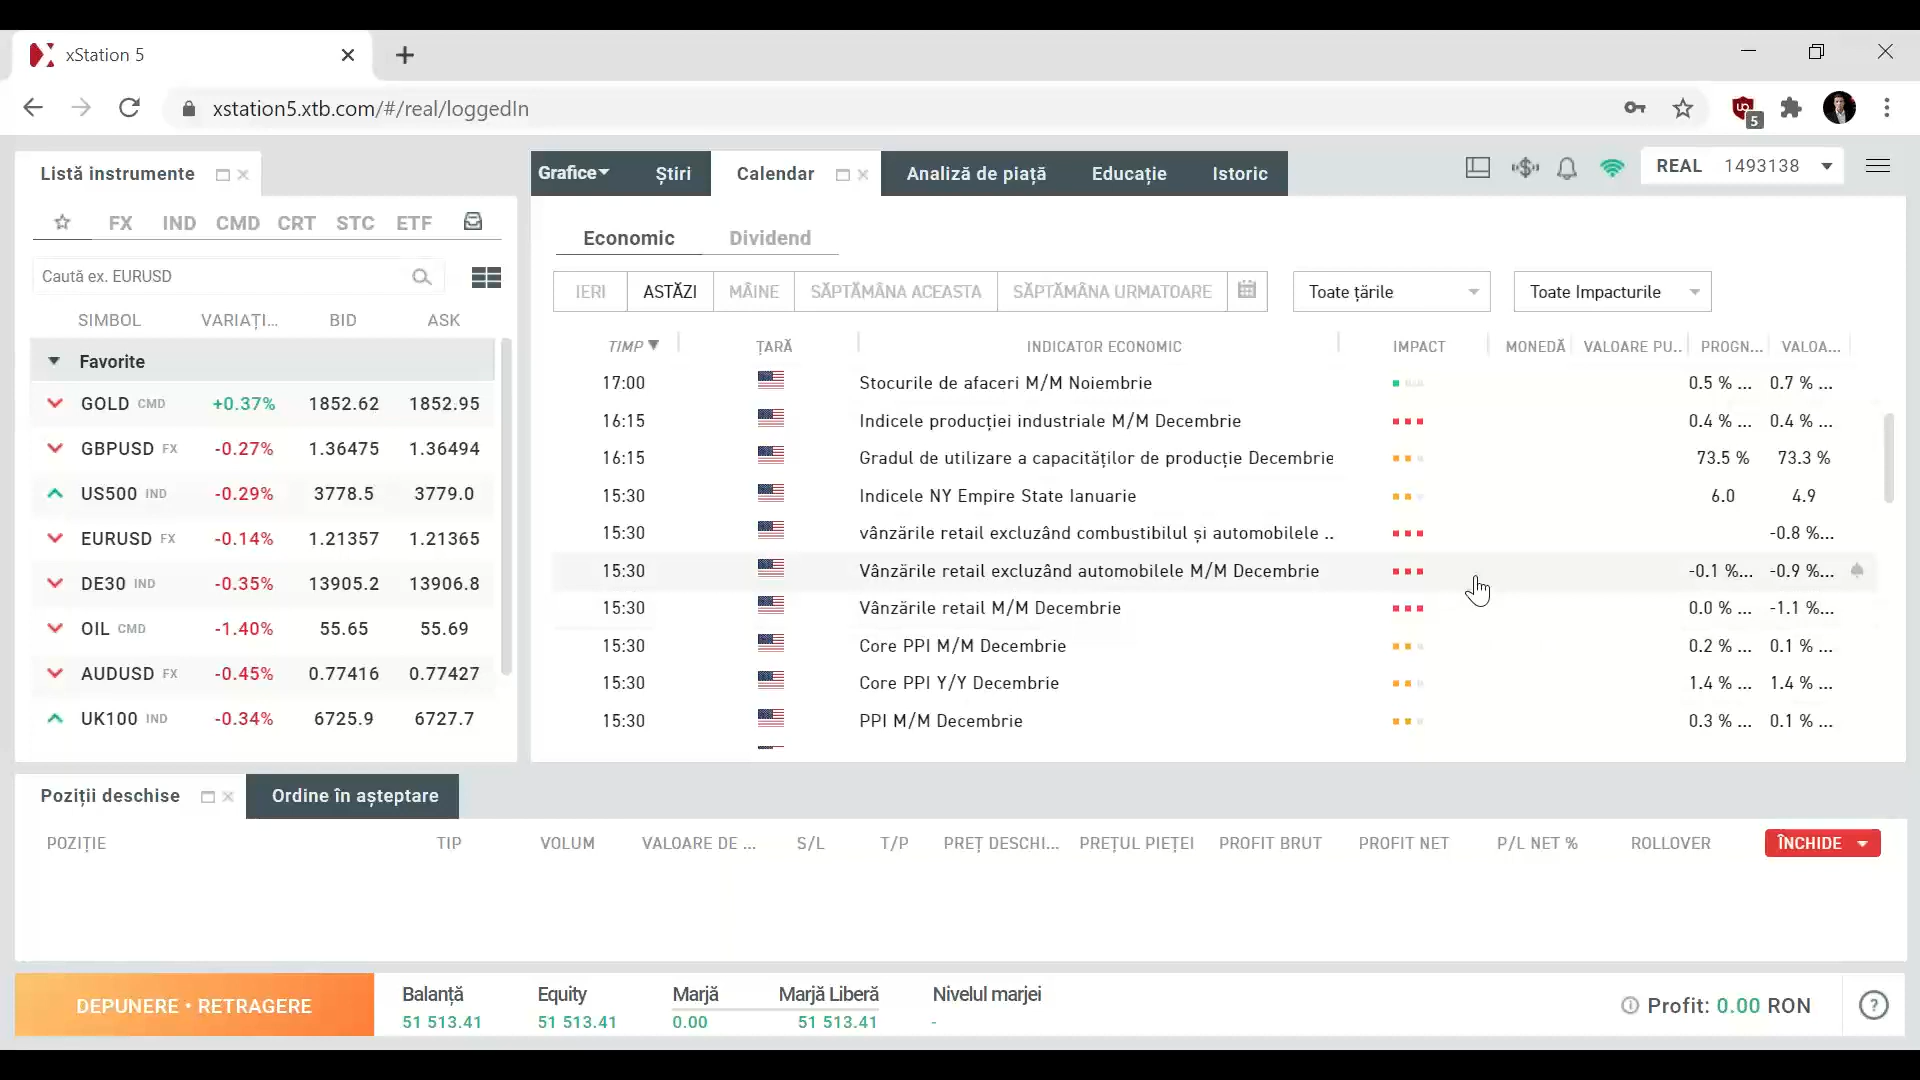 xStation 5
xstation5.xtb.com/#/real/loggedIn
5
Listă instrumente
Grafice
Știri
Calendar
Analiză de piață
Educație
Istoric
REAL 1493138
FX IND CMD CRT STC ETF
Caută ex. EURUSD
SIMBOL VARIAȚI... BID ASK
Favorite
GOLD CMD +0.37% 1852.62 1852.95
GBPUSD FX -0.27% 1.36475 1.36494
US500 IND -0.29% 3778.5 3779.0
EURUSD FX -0.14% 1.21357 1.21365
DE30 IND -0.35% 13905.2 13906.8
OIL CMD -1.40% 55.65 55.69
AUDUSD FX -0.45% 0.77416 0.77427
UK100 IND -0.34% 6725.9 6727.7
Economic Dividend
IERI ASTĂZI MÂINE SĂPTĂMÂNA ACEASTA SĂPTĂMÂNA URMATOARE Toate țările Toate Impacturile
TIMP ȚARĂ INDICATOR ECONOMIC IMPACT MONEDĂ VALOARE PU.. PROGN... VALOA...
17:00 Stocurile de afaceri M/M Noiembrie 0.5 % ... 0.7 % ...
16:15 Indicele producției industriale M/M Decembrie 0.4 % ... 0.4 % ...
16:15 Gradul de utilizare a capacităților de producție Decembrie 73.5 % 73.3 %
15:30 Indicele NY Empire State Ianuarie 6.0 4.9
15:30 vânzările retail excluzând combustibilul și automobilele .. -0.8 %...
15:30 Vânzările retail excluzând automobilele M/M Decembrie -0.1 %... -0.9 %...
15:30 Vânzările retail M/M Decembrie 0.0 % ... -1.1 %...
15:30 Core PPI M/M Decembrie 0.2 % ... 0.1 % ...
15:30 Core PPI Y/Y Decembrie 1.4 % ... 1.4 % ...
15:30 PPI M/M Decembrie 0.3 % ... 0.1 % ...
Poziții deschise
Ordine în așteptare
POZIȚIE TIP VOLUM VALOARE DE ... S/L T/P PREȚ DESCHI... PREȚUL PIEȚEI PROFIT BRUT PROFIT NET P/L NET % ROLLOVER ÎNCHIDE
DEPUNERE • RETRAGERE
Balanță Equity Marjă Marjă Liberă Nivelul marjei
51 513.41 51 513.41 0.00 51 513.41 -
Profit: 0.00 RON
?